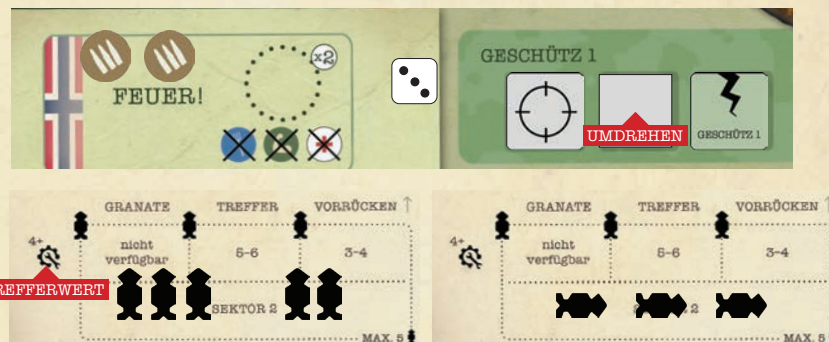 x2
FEUER!
GESCHÜTZ 1
UMDREHEN
GESCHÜTZ 1
GRANATE TREFFER VORRÜCKEN ↑
4+
nicht
verfügbar
5-6
3-4
REFFERWERT
SEKTOR 2
MAX. 5
GRANATE TREFFER VORRÜCKEN
4+
nicht
verfügbar
5-6
3-4
2
MAX. 5